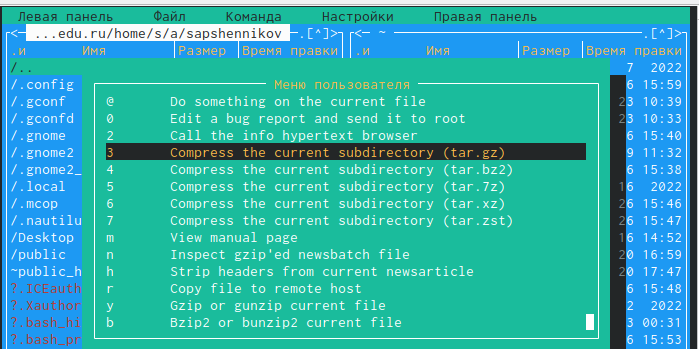 Левая панель Файл Команда Настройки Правая панель
<─ ...edu.ru/home/s/a/sapshennikov ─.[^]> <─ ~ ─.[^]>
.и Имя Размер Время правки .и Имя Размер Время правки
/.. 7 2022
/.config Меню пользователя 6 15:59
/.gconf @ Do something on the current file 23 10:39
/.gconfd 0 Edit a bug report and send it to root 23 10:33
/.gnome 2 Call the info hypertext browser 6 15:40
/.gnome2 3 Compress the current subdirectory (tar.gz) 9 11:32
/.gnome2_ 4 Compress the current subdirectory (tar.bz2) 6 15:38
/.local 5 Compress the current subdirectory (tar.7z) 16 2022
/.mcop 6 Compress the current subdirectory (tar.xz) 26 15:46
/.nautilu 7 Compress the current subdirectory (tar.zst) 26 15:47
/Desktop m View manual page 16 14:52
/public n Inspect gzip'ed newsbatch file 20 16:59
~public_h h Strip headers from current newsarticle 20 17:47
?.ICEauth r Copy file to remote host 6 15:48
?.Xauthor y Gzip or gunzip current file 2 2022
?.bash_hi b Bzip2 or bunzip2 current file 3 00:31
?.bash_pr 6 15:53